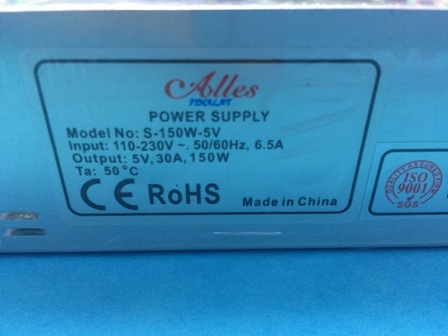 Alles
POWER SUPPLY
Model No: S-150W-5V
Input: 110-230V ~. 50/60Hz, 6.5A
Output: 5V, 30A, 150W
Ta: 50°C
CE RoHS Made in China
ISO
9001
SGS